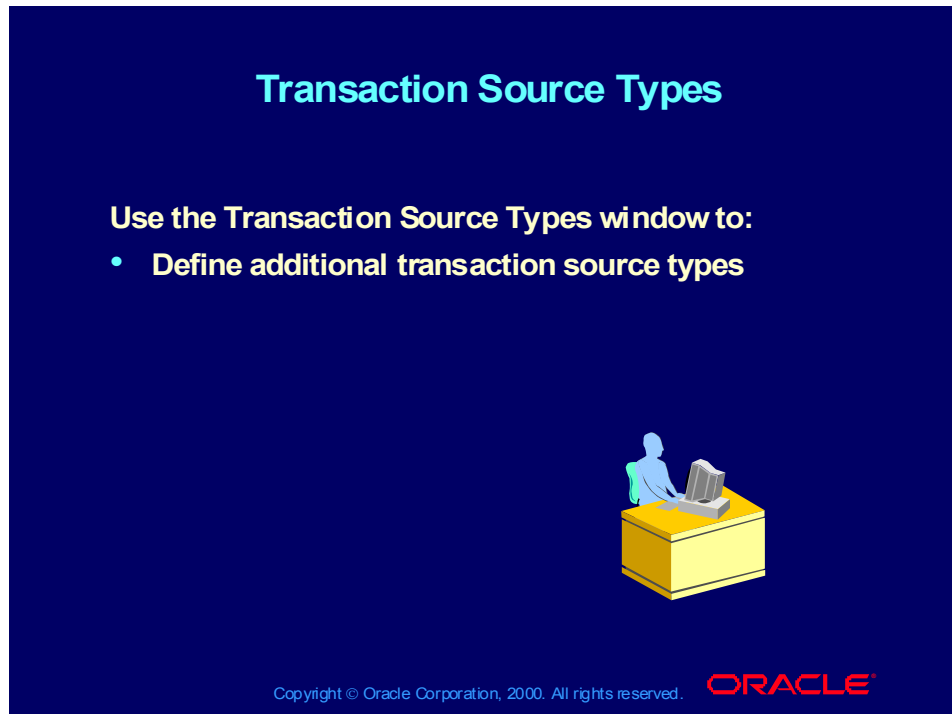 Transaction Source Types
Use the Transaction Source Types window to:
• Define additional transaction source types
Copyright © Oracle Corporation, 2000. All rights reserved.
ORACLE®